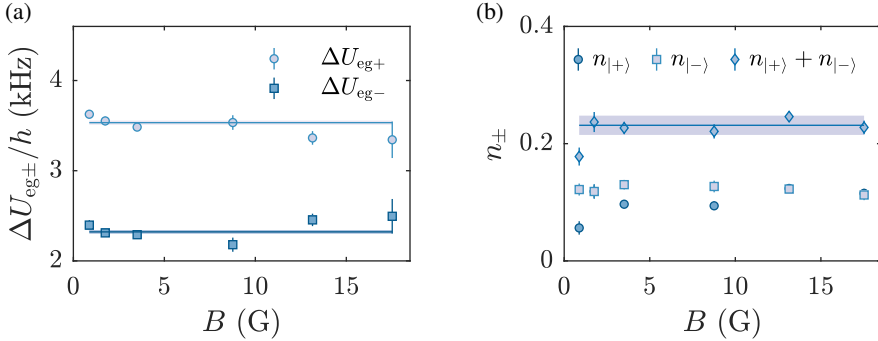 (a)
ΔU_eg+
ΔU_eg−
ΔU_eg±/h (kHz)
4
3
2
0 5 10 15
B (G)
(b)
n_|+⟩ n_|−⟩ n_|+⟩ + n_|−⟩
n_±
0.4
0.2
0
0 5 10 15
B (G)